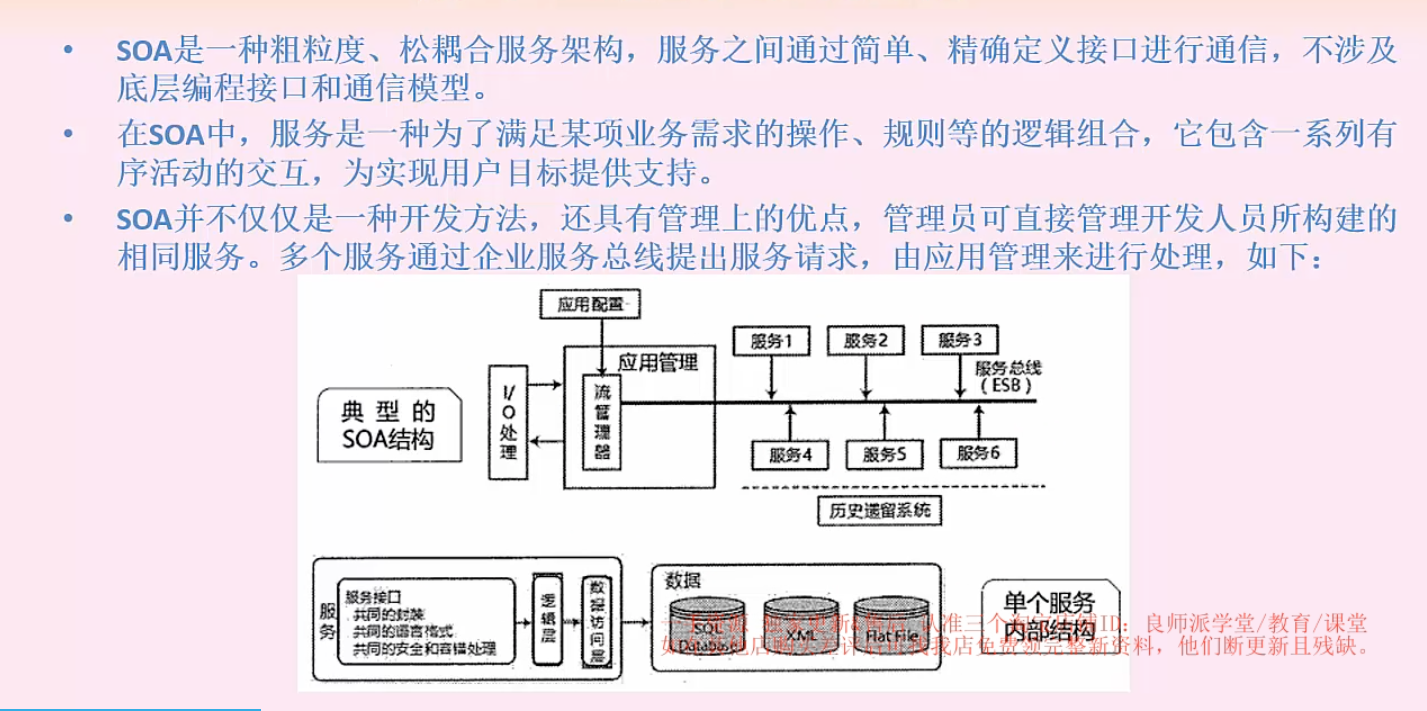 • SOA是一种粗粒度、松耦合服务架构，服务之间通过简单、精确定义接口进行通信，不涉及
底层编程接口和通信模型。
• 在SOA中，服务是一种为了满足某项业务需求的操作、规则等的逻辑组合，它包含一系列有
序活动的交互，为实现用户目标提供支持。
• SOA并不仅仅是一种开发方法，还具有管理上的优点，管理员可直接管理开发人员所构建的
相同服务。多个服务通过企业服务总线提出服务请求，由应用管理来进行处理，如下：
应用配置
应用管理
服务1
服务2
服务3
服务总线
（ESB）
I/O处理
流管理器
典型的
SOA结构
服务4
服务5
服务6
历史遗留系统
服务
服务接口
共同的封装
共同的语言格式
共同的安全和容错处理
逻辑层
数据访问层
数据
SQL
Database
XML
Flat File
单个服务
内部结构
认准三个
ID：良师派学堂/教育/课堂
我店免费领完整新资料，他们断更新且残缺。